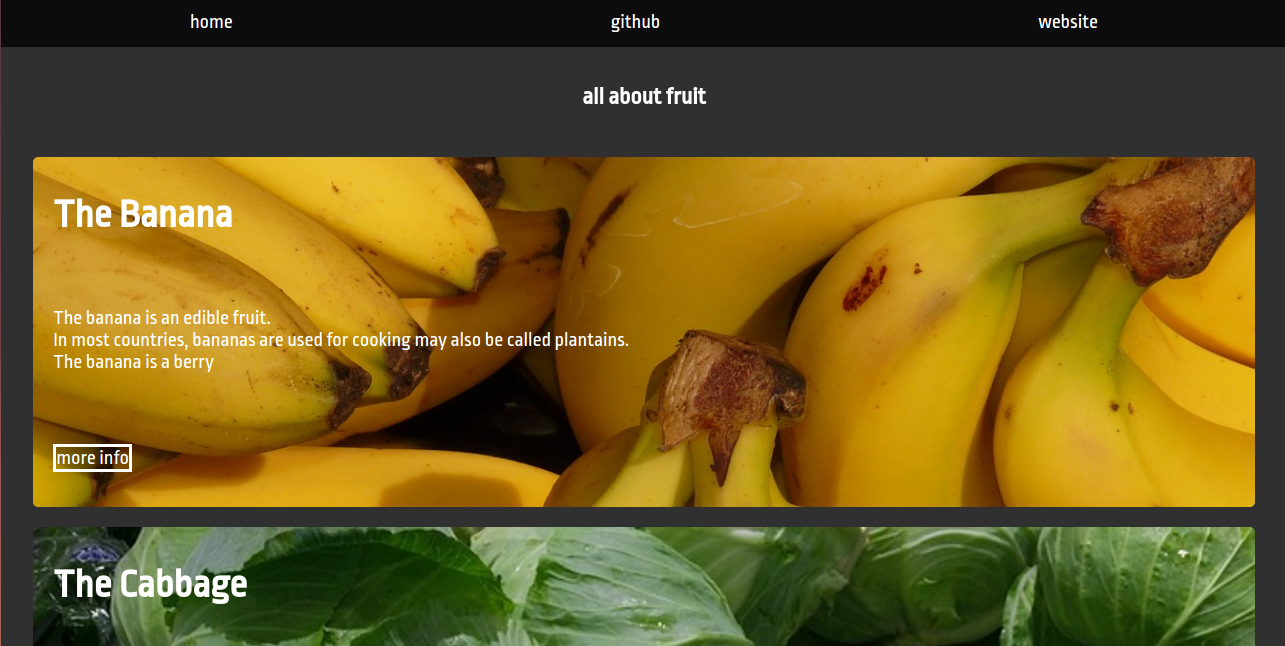 home github website
all about fruit
The Banana
The banana is an edible fruit.
In most countries, bananas are used for cooking may also be called plantains.
The banana is a berry
more info
The Cabbage